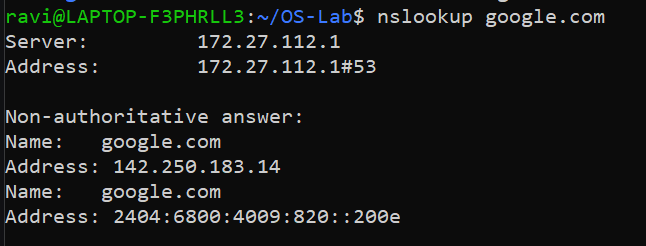 ravi@LAPTOP-F3PHRLL3:~/OS-Lab$ nslookup google.com
Server:         172.27.112.1
Address:        172.27.112.1#53

Non-authoritative answer:
Name:   google.com
Address: 142.250.183.14
Name:   google.com
Address: 2404:6800:4009:820::200e